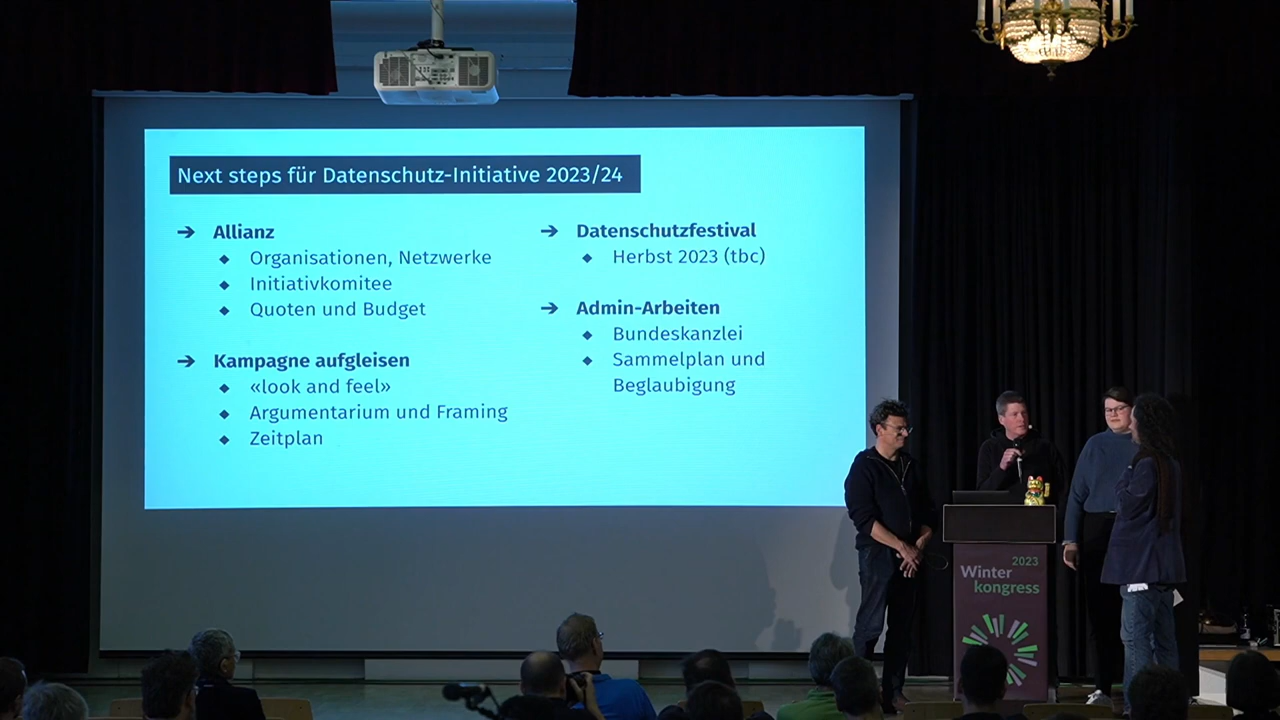 Next steps für Datenschutz-Initiative 2023/24
➔ Allianz
◆ Organisationen, Netzwerke
◆ Initiativkomitee
◆ Quoten und Budget
➔ Kampagne aufgleisen
◆ «look and feel»
◆ Argumentarium und Framing
◆ Zeitplan
➔ Datenschutzfestival
◆ Herbst 2023 (tbc)
➔ Admin-Arbeiten
◆ Bundeskanzlei
◆ Sammelplan und
Beglaubigung
2023
Winter
kongress